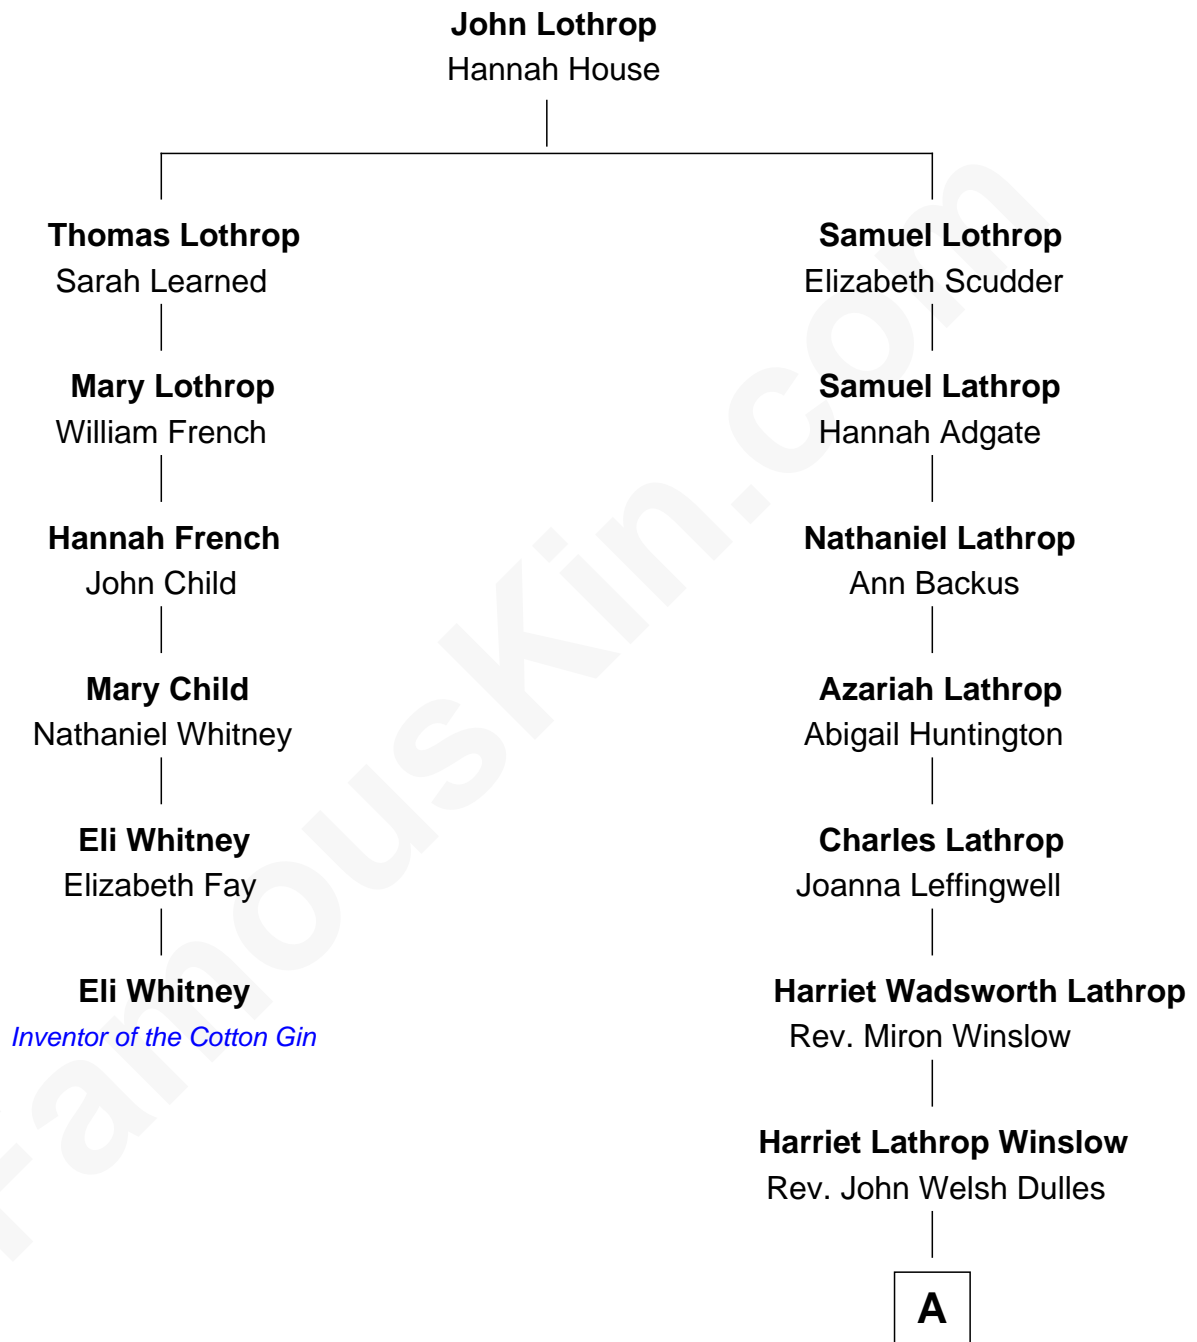 John Lothrop
Hannah House
Thomas Lothrop
Sarah Learned
Samuel Lothrop
Elizabeth Scudder
Mary Lothrop
William French
Samuel Lathrop
Hannah Adgate
Hannah French
John Child
Nathaniel Lathrop
Ann Backus
Mary Child
Nathaniel Whitney
Azariah Lathrop
Abigail Huntington
Eli Whitney
Elizabeth Fay
Charles Lathrop
Joanna Leffingwell
Eli Whitney
Inventor of the Cotton Gin
Harriet Wadsworth Lathrop
Rev. Miron Winslow
Harriet Lathrop Winslow
Rev. John Welsh Dulles
A
FamousKin.com